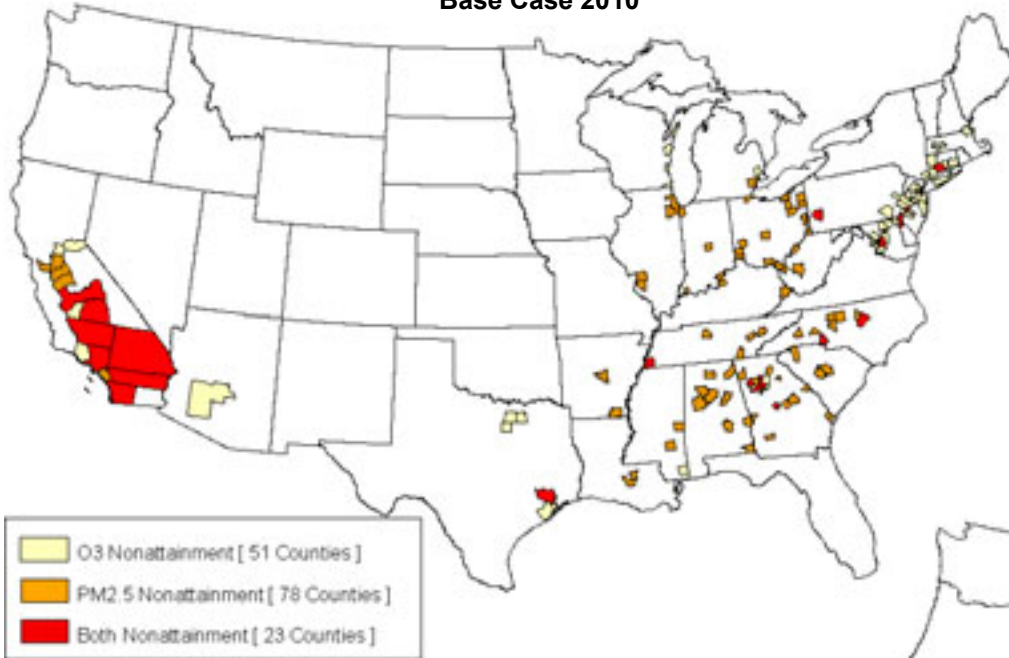 Base Case 2010
O3 Nonattainment [ 51 Counties ]
PM2.5 Nonattainment [ 78 Counties ]
Both Nonattainment [ 23 Counties ]